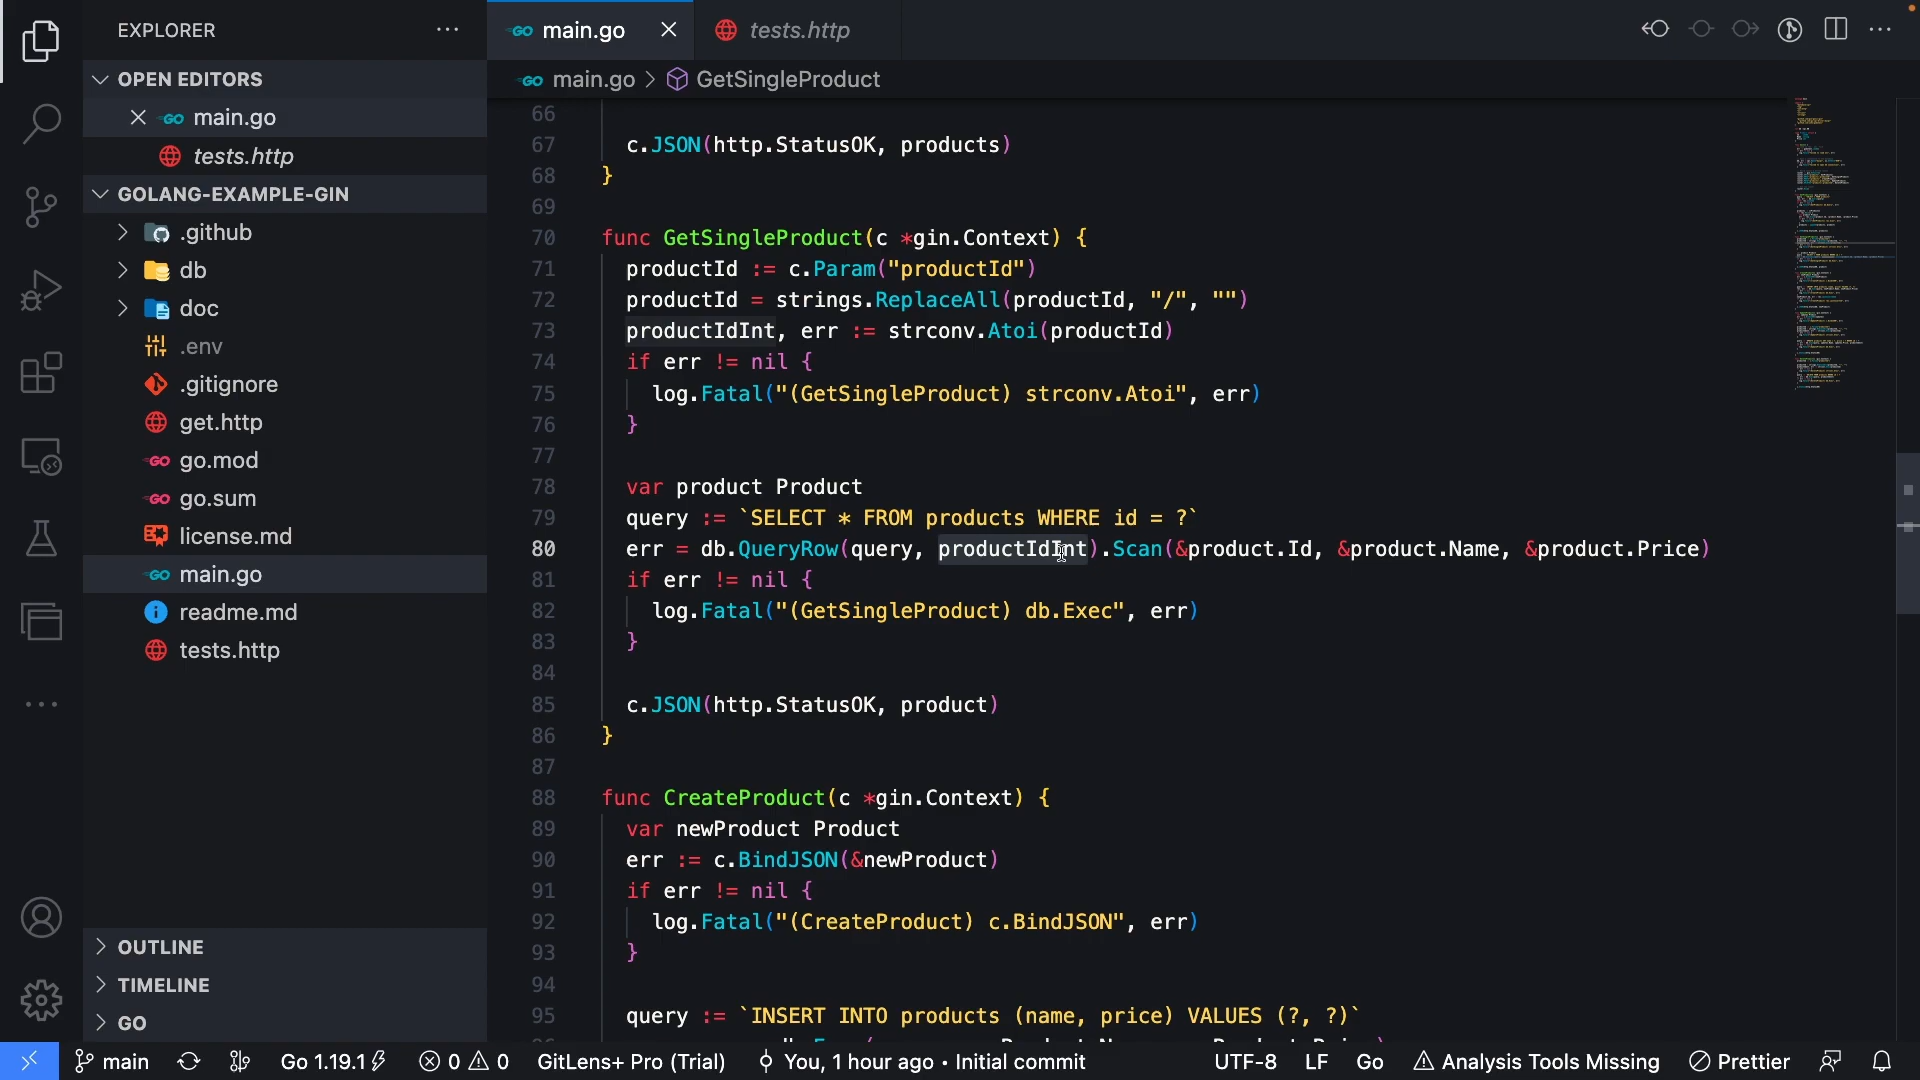 EXPLORER
main.go
tests.http
OPEN EDITORS
main.go > GetSingleProduct
main.go
tests.http
GOLANG-EXAMPLE-GIN
.github
db
doc
.env
.gitignore
get.http
go.mod
go.sum
license.md
main.go
readme.md
tests.http
OUTLINE
TIMELINE
GO
66
67 c.JSON(http.StatusOK, products)
68 }
69
70 func GetSingleProduct(c *gin.Context) {
71 productId := c.Param("productId")
72 productId = strings.ReplaceAll(productId, "/", "")
73 productIdInt, err := strconv.Atoi(productId)
74 if err != nil {
75 log.Fatal("(GetSingleProduct) strconv.Atoi", err)
76 }
77
78 var product Product
79 query := `SELECT * FROM products WHERE id = ?`
80 err = db.QueryRow(query, productIdInt).Scan(&product.Id, &product.Name, &product.Price)
81 if err != nil {
82 log.Fatal("(GetSingleProduct) db.Exec", err)
83 }
84
85 c.JSON(http.StatusOK, product)
86 }
87
88 func CreateProduct(c *gin.Context) {
89 var newProduct Product
90 err := c.BindJSON(&newProduct)
91 if err != nil {
92 log.Fatal("(CreateProduct) c.BindJSON", err)
93 }
94
95 query := `INSERT INTO products (name, price) VALUES (?, ?)`
main Go 1.19.1 0 0 GitLens+ Pro (Trial) You, 1 hour ago • Initial commit UTF-8 LF Go Analysis Tools Missing Prettier